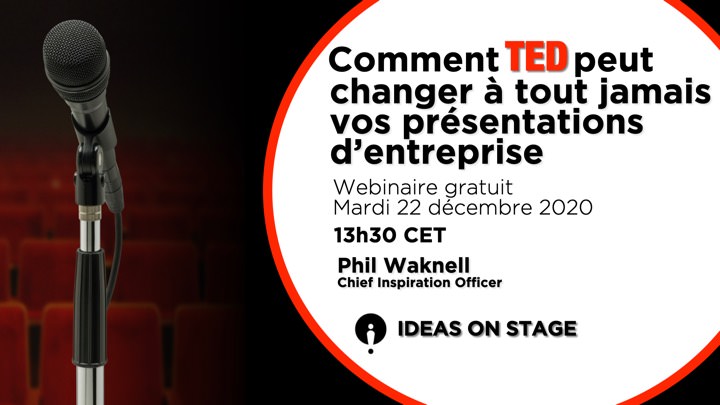 Comment TED peut
changer à tout jamais
vos présentations
d'entreprise
Webinaire gratuit
Mardi 22 décembre 2020
13h30 CET
Phil Waknell
Chief Inspiration Officer
IDEAS ON STAGE